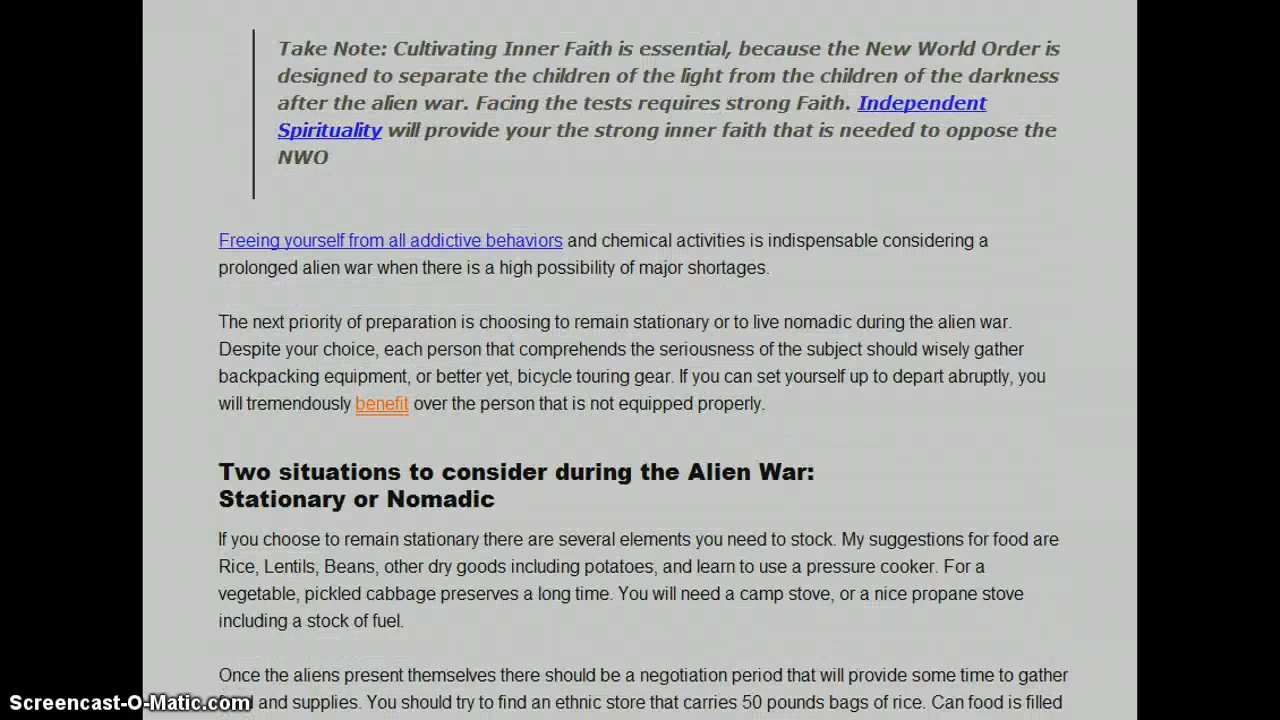 Take Note: Cultivating Inner Faith is essential, because the New World Order is
designed to separate the children of the light from the children of the darkness
after the alien war. Facing the tests requires strong Faith. Independent
Spirituality will provide your the strong inner faith that is needed to oppose the
NWO
Freeing yourself from all addictive behaviors and chemical activities is indispensable considering a
prolonged alien war when there is a high possibility of major shortages.
The next priority of preparation is choosing to remain stationary or to live nomadic during the alien war.
Despite your choice, each person that comprehends the seriousness of the subject should wisely gather
backpacking equipment, or better yet, bicycle touring gear. If you can set yourself up to depart abruptly, you
will tremendously benefit over the person that is not equipped properly.
Two situations to consider during the Alien War:
Stationary or Nomadic
If you choose to remain stationary there are several elements you need to stock. My suggestions for food are
Rice, Lentils, Beans, other dry goods including potatoes, and learn to use a pressure cooker. For a
vegetable, pickled cabbage preserves a long time. You will need a camp stove, or a nice propane stove
including a stock of fuel.
Once the aliens present themselves there should be a negotiation period that will provide some time to gather
and supplies. You should try to find an ethnic store that carries 50 pounds bags of rice. Can food is filled
Screencast-O-Matic.com